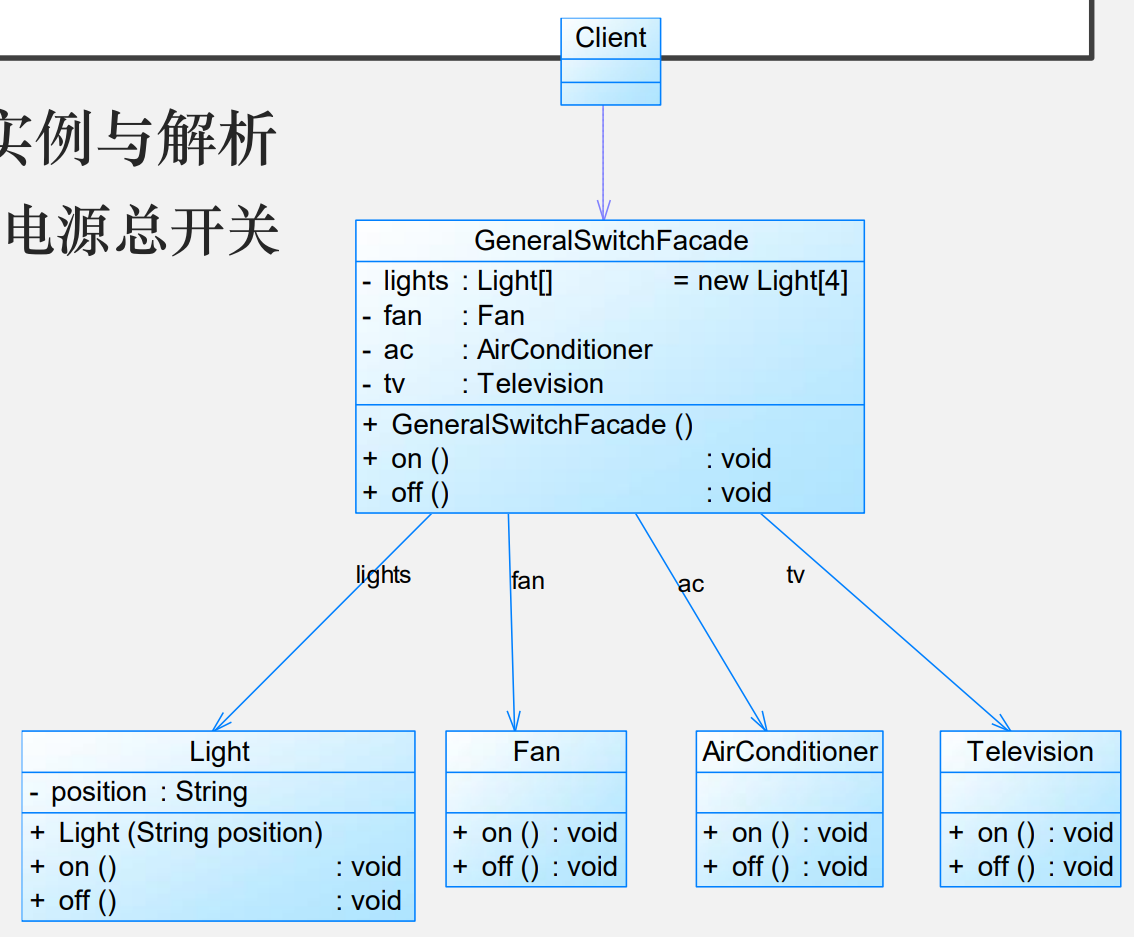 Client
实例与解析
电源总开关
GeneralSwitchFacade
- lights : Light[] = new Light[4]
- fan : Fan
- ac : AirConditioner
- tv : Television
+ GeneralSwitchFacade ()
+ on () : void
+ off () : void
lights
fan
ac
tv
Light
- position : String
+ Light (String position)
+ on () : void
+ off () : void
Fan
+ on () : void
+ off () : void
AirConditioner
+ on () : void
+ off () : void
Television
+ on () : void
+ off () : void